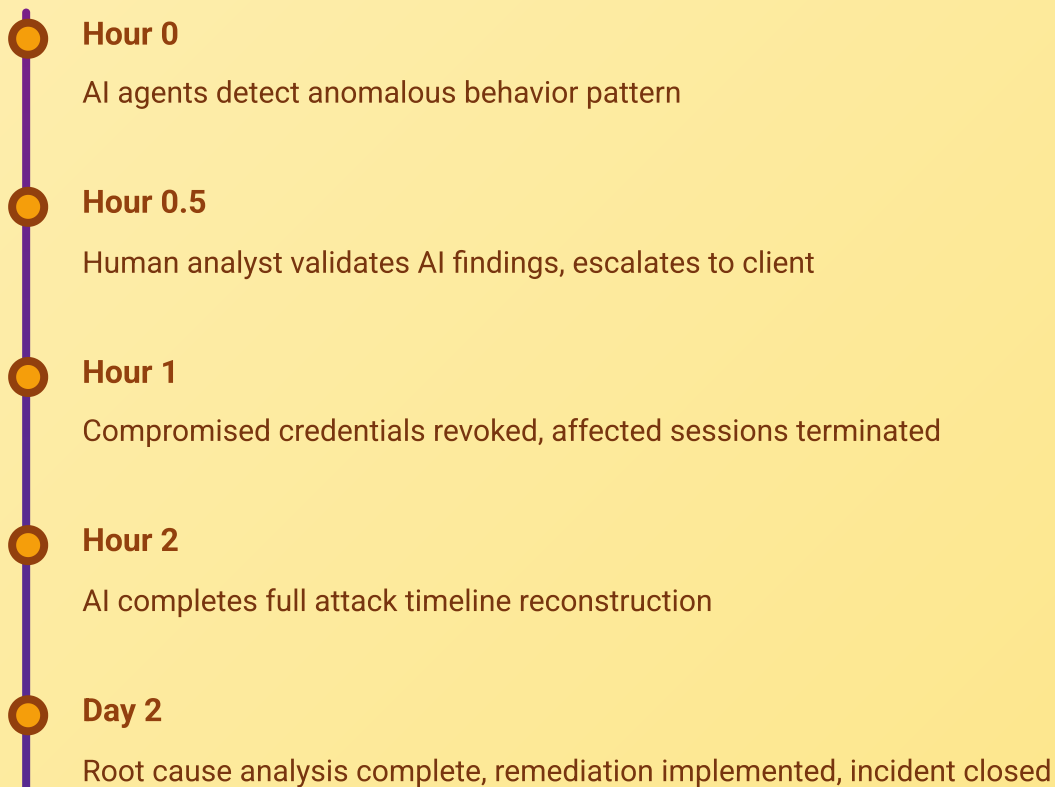 Hour 0
AI agents detect anomalous behavior pattern
Hour 0.5
Human analyst validates AI findings, escalates to client
Hour 1
Compromised credentials revoked, affected sessions terminated
Hour 2
AI completes full attack timeline reconstruction
Day 2
Root cause analysis complete, remediation implemented, incident closed